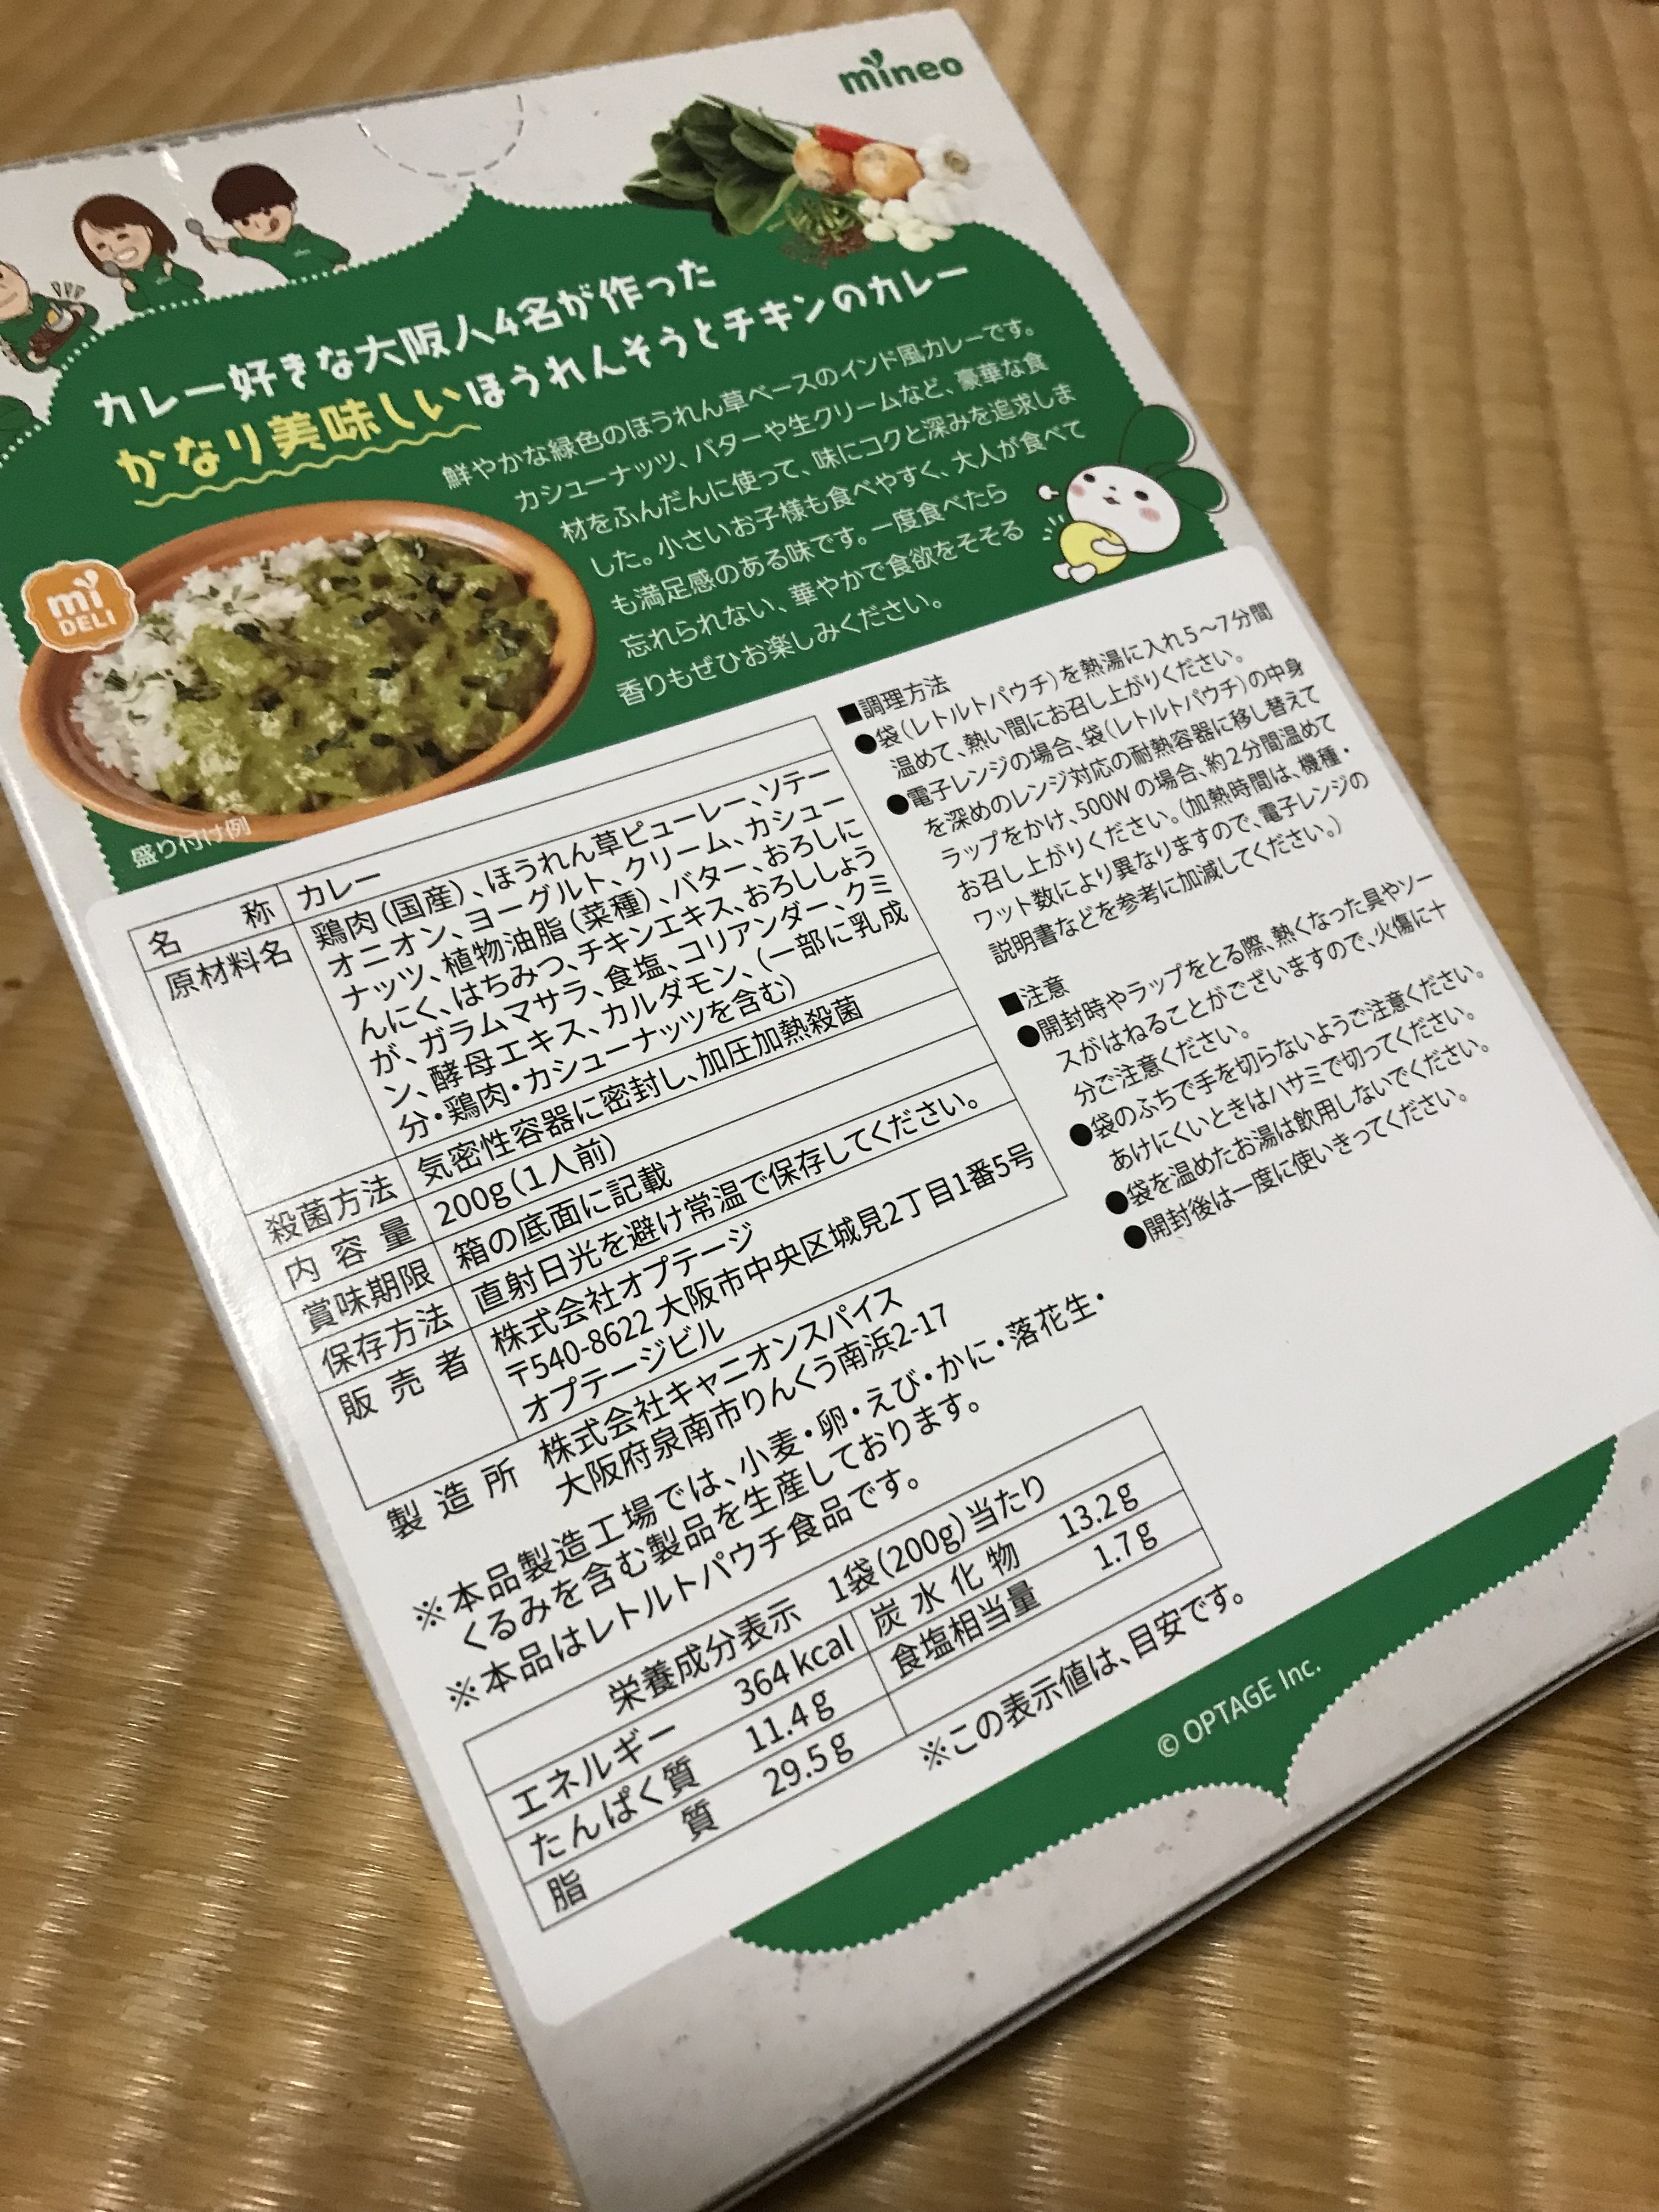 mineo
カレー好きな大阪人4名が作った
かなり美味しいほうれんそうとチキンのカレー
鮮やかな緑色のほうれん草ベースのインド風カレーです。
カシューナッツ、バターや生クリームなど、豪華な食
材をふんだんに使って、味にコクと深みを追求しま
した。小さいお子様も食べやすく、大人が食べて
も満足感のある味です。一度食べたら
忘れられない、華やかで食欲をそそる
香りもぜひお楽しみください。
mi
DELI
盛り付け例
名称 カレー
原材料名 鶏肉(国産)、ほうれん草ピューレー、ソテー
オニオン、ヨーグルト、クリーム、カシュー
ナッツ、植物油脂(菜種)、バター、おろしに
んにく、はちみつ、チキンエキス、おろししょう
が、ガラムマサラ、食塩、コリアンダー、クミ
ン、酵母エキス、カルダモン、(一部に乳成
分・鶏肉・カシューナッツを含む)
殺菌方法 気密性容器に密封し、加圧加熱殺菌
内容量 200g(1人前)
賞味期限 箱の底面に記載
保存方法 直射日光を避け常温で保存してください。
販売者 株式会社オプテージ
〒540-8622 大阪市中央区城見2丁目1番5号
オプテージビル
製造所 株式会社キャニオンスパイス
大阪府泉南市りんくう南浜2-17
※本品製造工場では、小麦・卵・えび・かに・落花生・
くるみを含む製品を生産しております。
※本品はレトルトパウチ食品です。
栄養成分表示 1袋(200g)当たり
エネルギー 364kcal 炭水化物 13.2g
たんぱく質 11.4g 食塩相当量 1.7g
脂質 29.5g
※この表示値は、目安です。
■調理方法
●袋(レトルトパウチ)を熱湯に入れ5〜7分間
温めて、熱い間にお召し上がりください。
●電子レンジの場合、袋(レトルトパウチ)の中身
を深めのレンジ対応の耐熱容器に移し替えて
ラップをかけ、500Wの場合、約2分間温めて
お召し上がりください。(加熱時間は、機種・
ワット数により異なりますので、電子レンジの
説明書などを参考に加減してください。)
■注意
●開封時やラップをとる際、熱くなった具やソー
スがはねることがございますので、火傷に十
分ご注意ください。
●袋のふちで手を切らないようご注意ください。
あけにくいときはハサミで切ってください。
●袋を温めたお湯は飲用しないでください。
●開封後は一度に使いきってください。
© OPTAGE Inc.